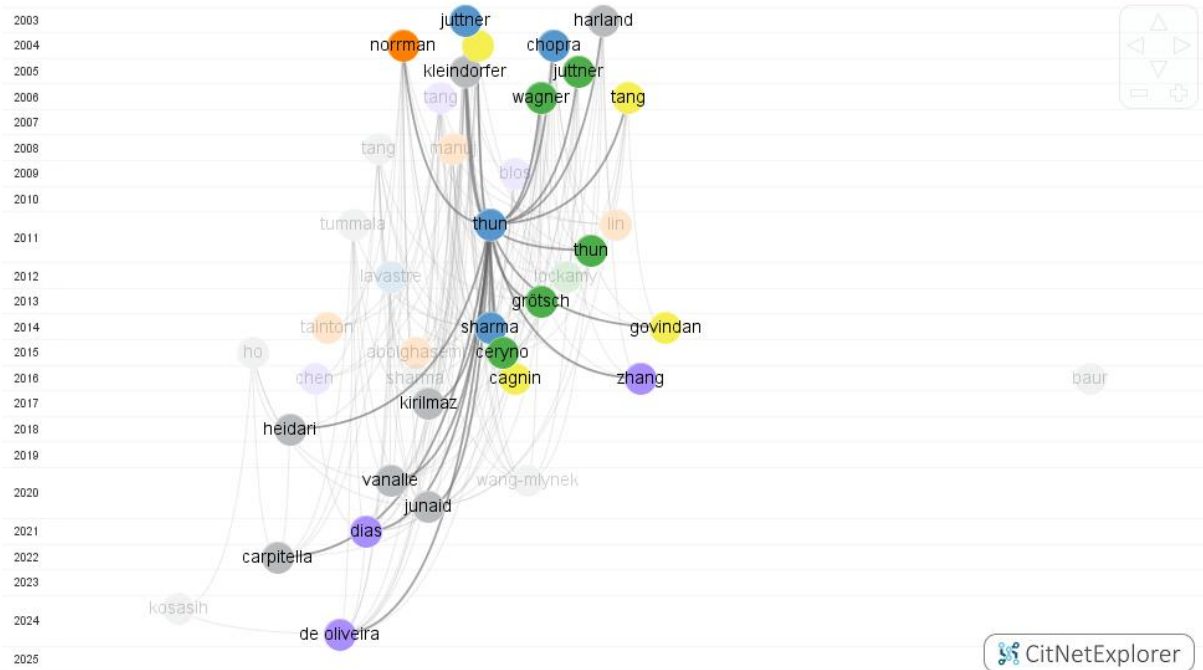 2003
juttner
harland
2004
norrman
chopra
2005
kleindorfer
juttner
2006
tang
wagner
tang
2007
2008
tang
manuj
2009
blos
2010
tummala
thun
lin
2011
thun
2012
lavastre
lockamy
2013
grötsch
2014
tainton
sharma
govindan
2015
ho
abolghasemi
ceryno
2016
chen
sharma
cagnin
zhang
baur
2017
kirilmaz
2018
heidari
2019
vanalle
wang-mlynek
2020
junaid
2021
dias
2022
carpitella
2023
kosasih
2024
de oliveira
2025
CitNetExplorer